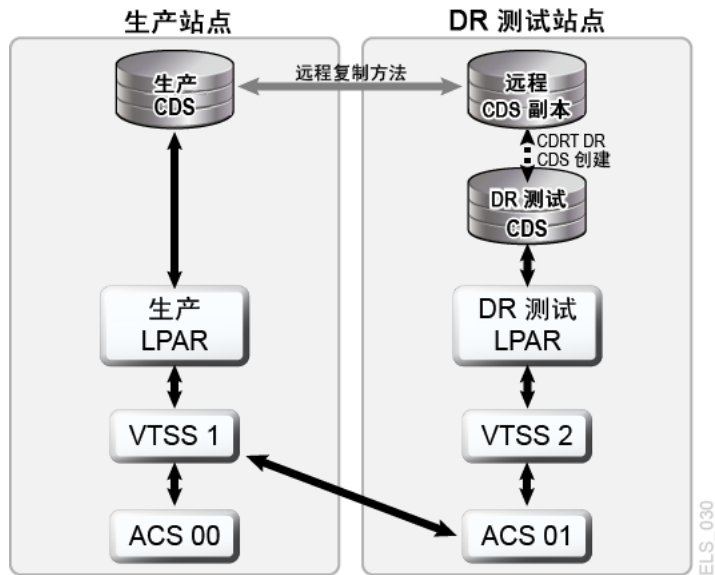 生产站点
DR 测试站点
生产
CDS
远程复制方法
远程
CDS 副本
CDRT DR
CDS 创建
DR 测试
CDS
生产
LPAR
DR 测试
LPAR
VTSS 1
VTSS 2
ACS 00
ACS 01
ELS_030